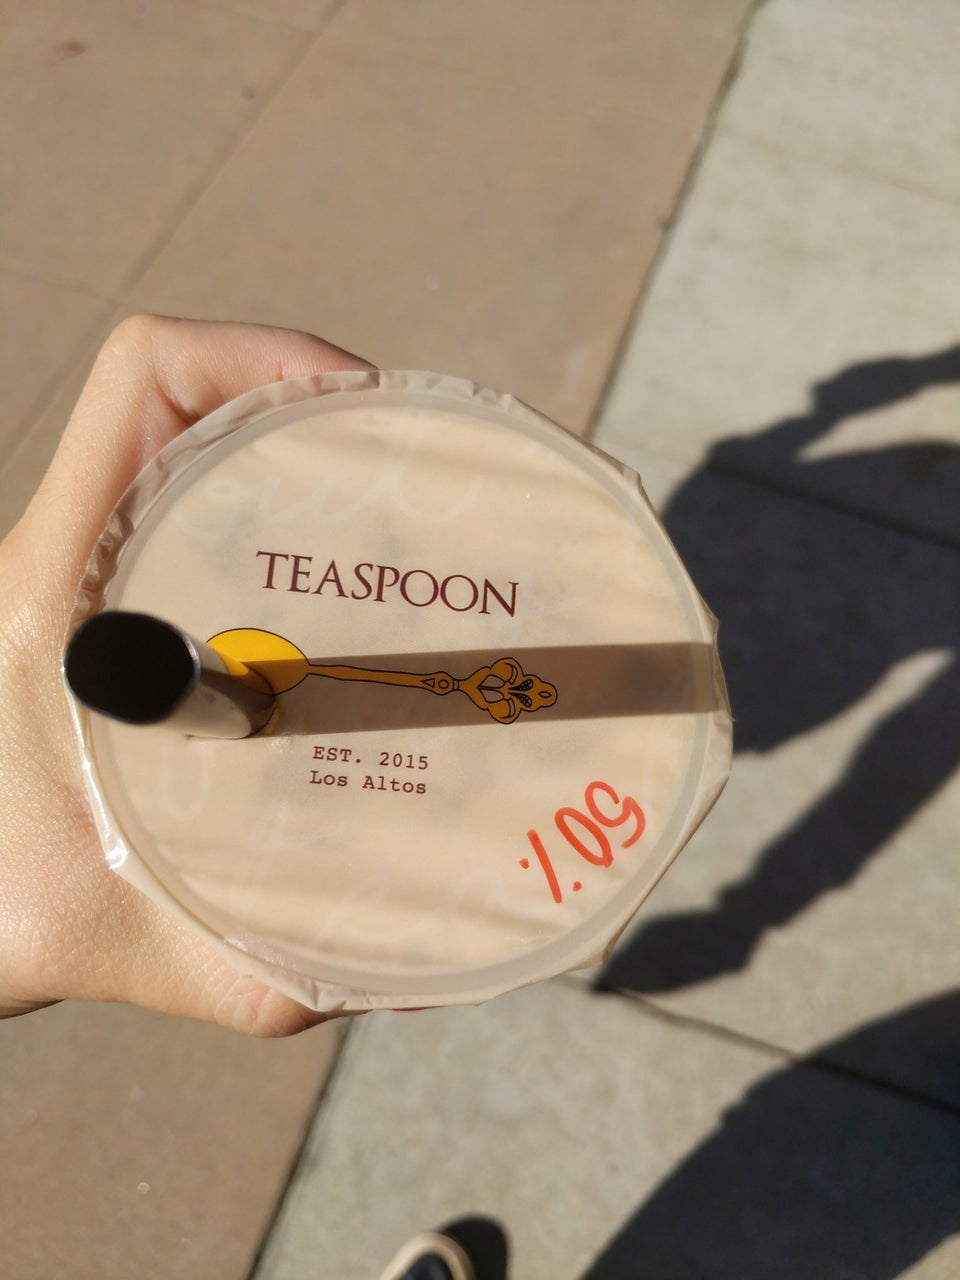 TEASPOON
EST. 2015
Los Altos
50%